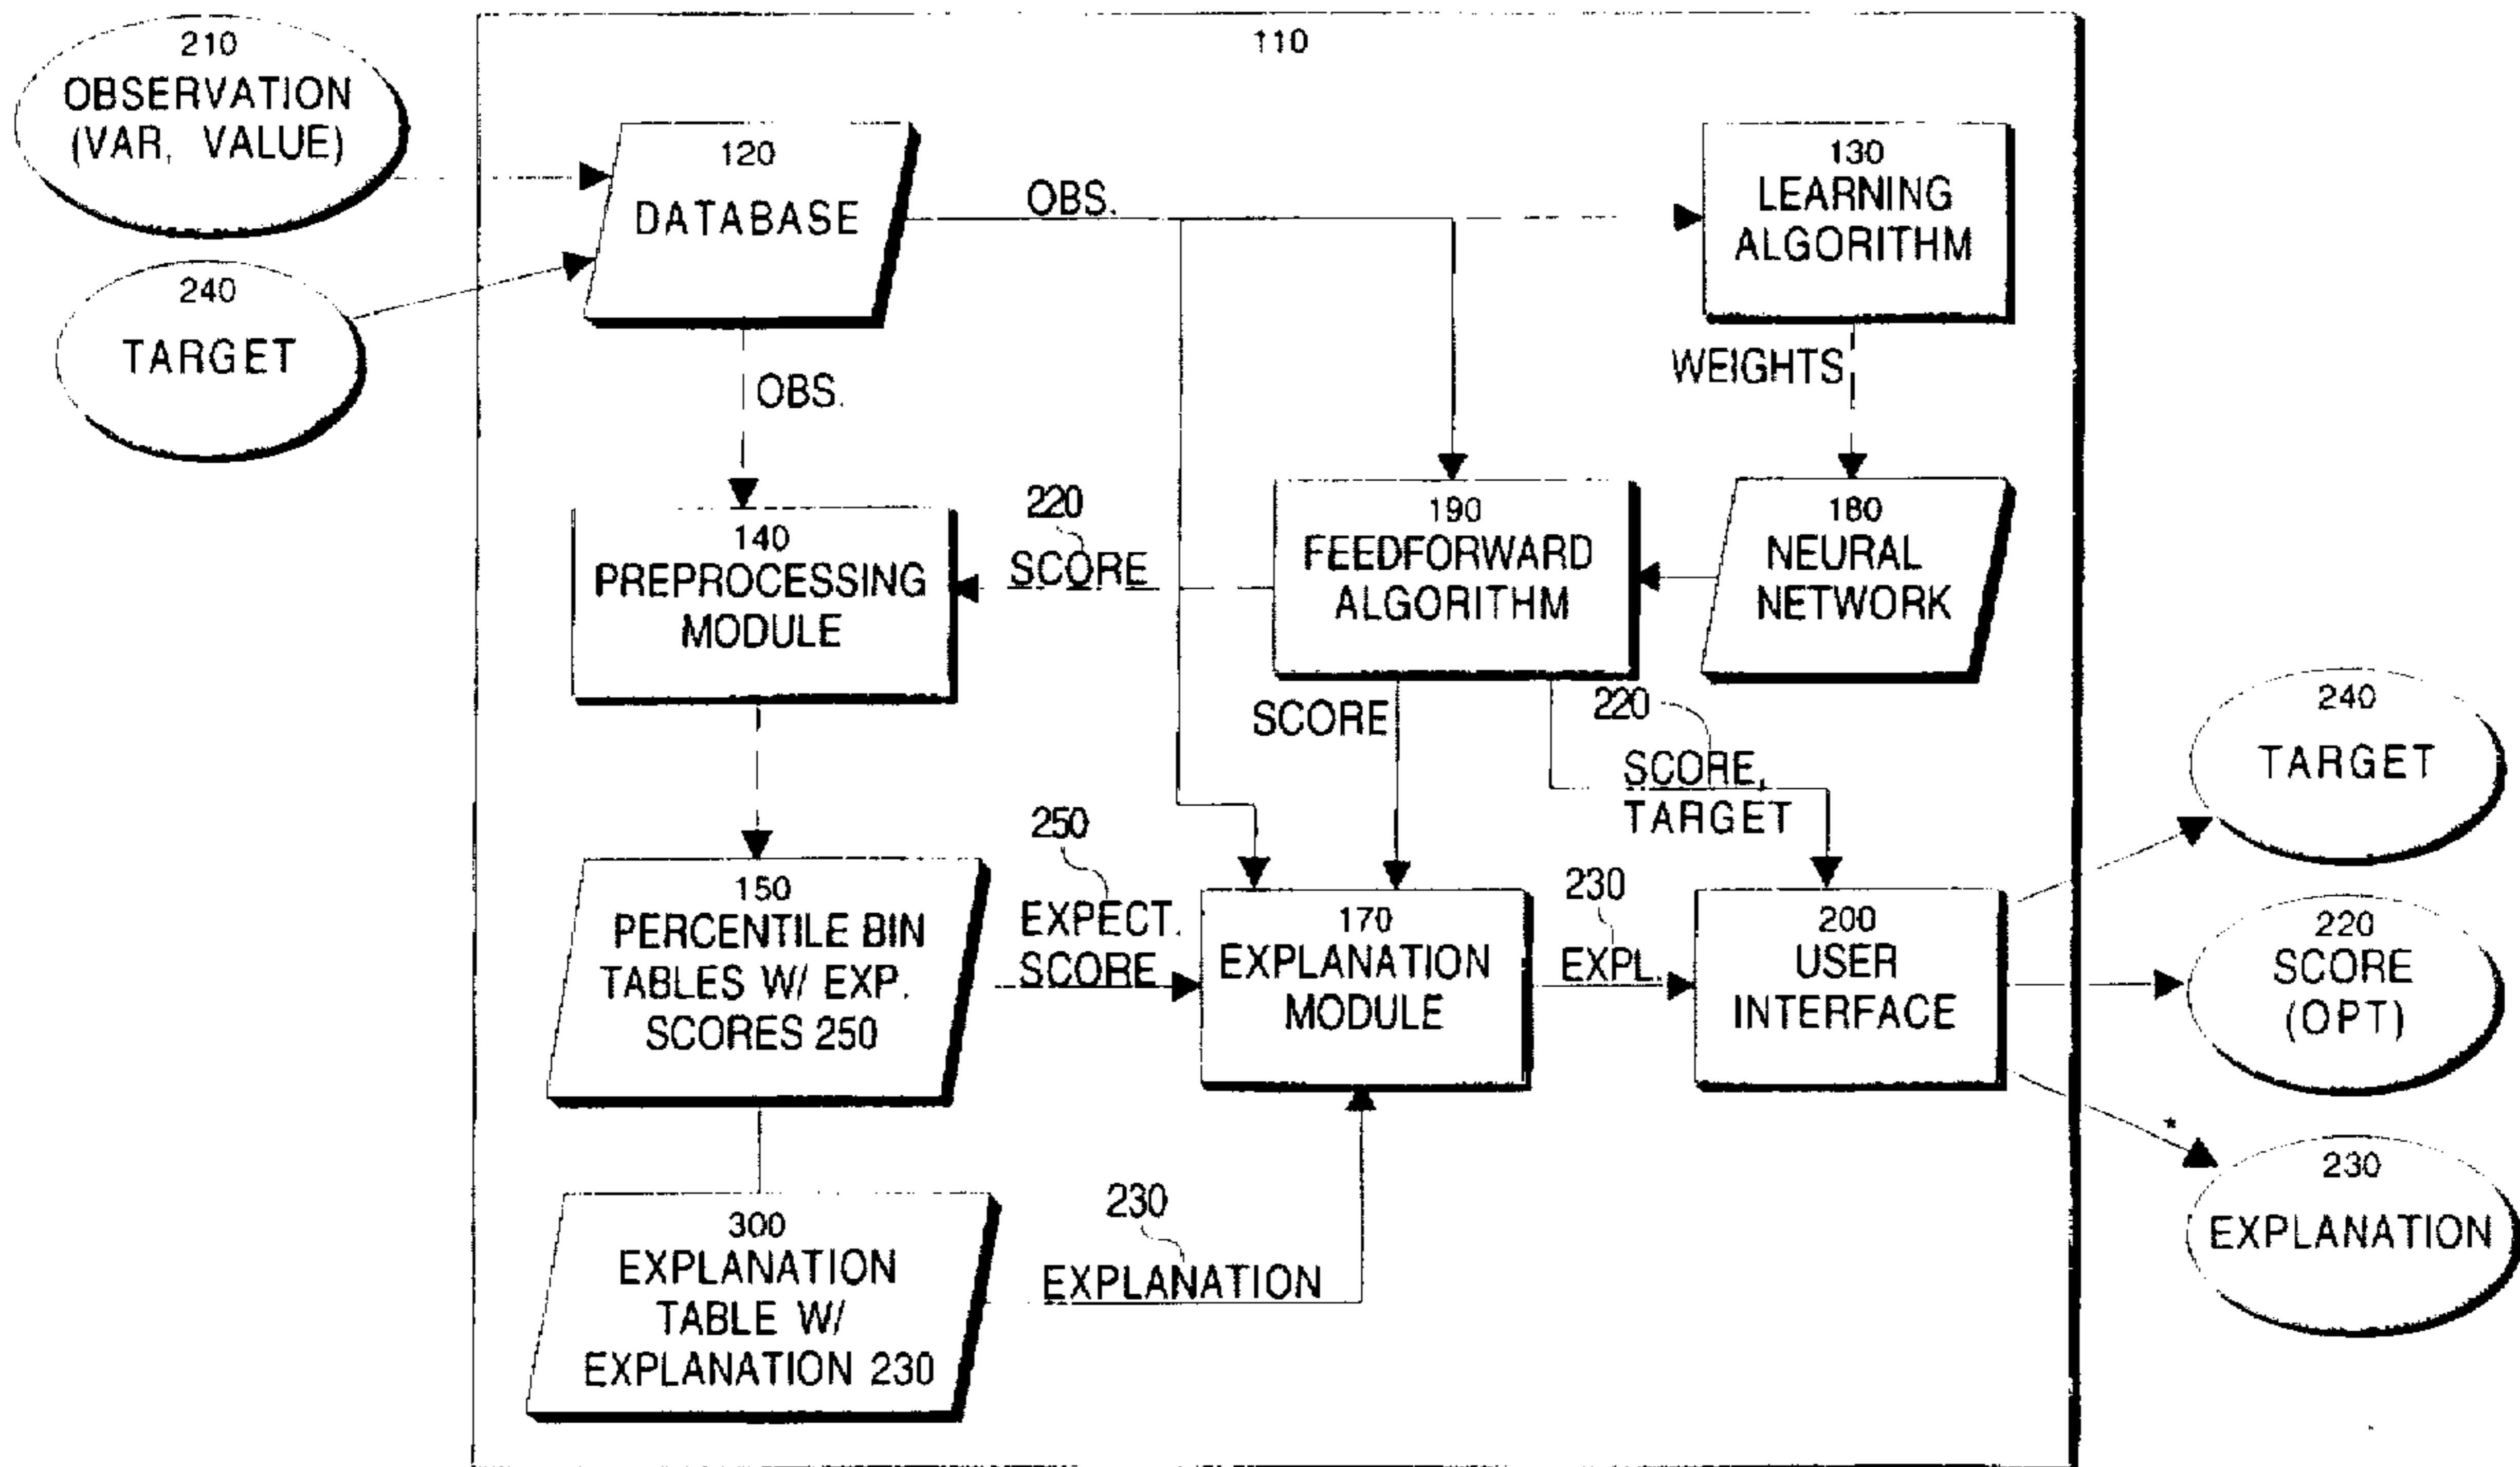 210
OBSERVATION
(VAR, VALUE)
240
TARGET
110
120
DATABASE
OBS.
130
LEARNING
ALGORITHM
OBS.
WEIGHTS
140
PREPROCESSING
MODULE
220
SCORE
190
FEEDFORWARD
ALGORITHM
180
NEURAL
NETWORK
SCORE
220
SCORE,
TARGET
150
PERCENTILE BIN
TABLES W/ EXP.
SCORES 250
250
EXPECT.
SCORE
170
EXPLANATION
MODULE
230
EXPL.
200
USER
INTERFACE
240
TARGET
220
SCORE
(OPT)
*
230
EXPLANATION
300
EXPLANATION
TABLE W/
EXPLANATION 230
230
EXPLANATION